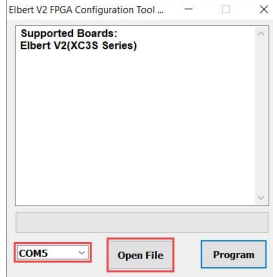 Elbert V2 FPGA Configuration Tool ...
Supported Boards:
Elbert V2(XC3S Series)
COM5
Open File
Program